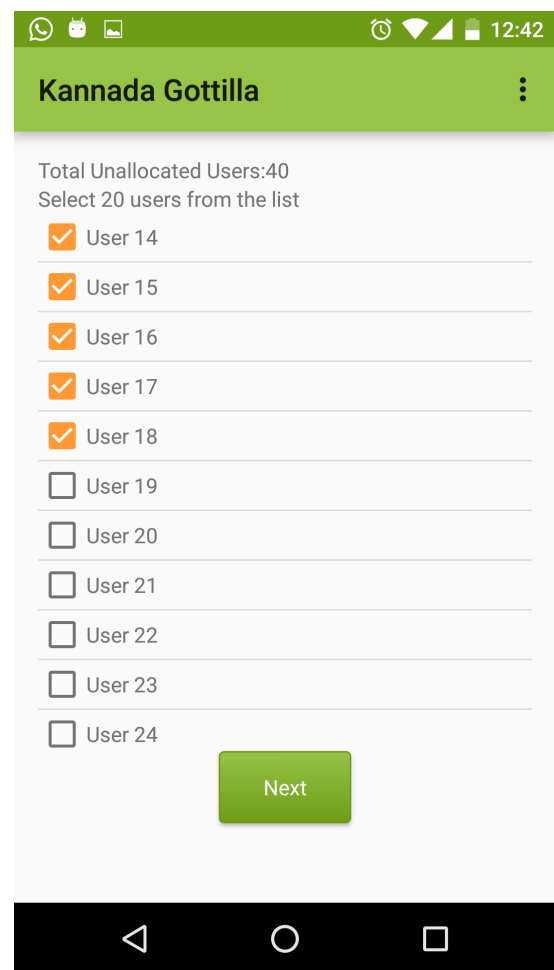 12:42
Kannada Gottilla
Total Unallocated Users:40
Select 20 users from the list
User 14
User 15
User 16
User 17
User 18
User 19
User 20
User 21
User 22
User 23
User 24
Next